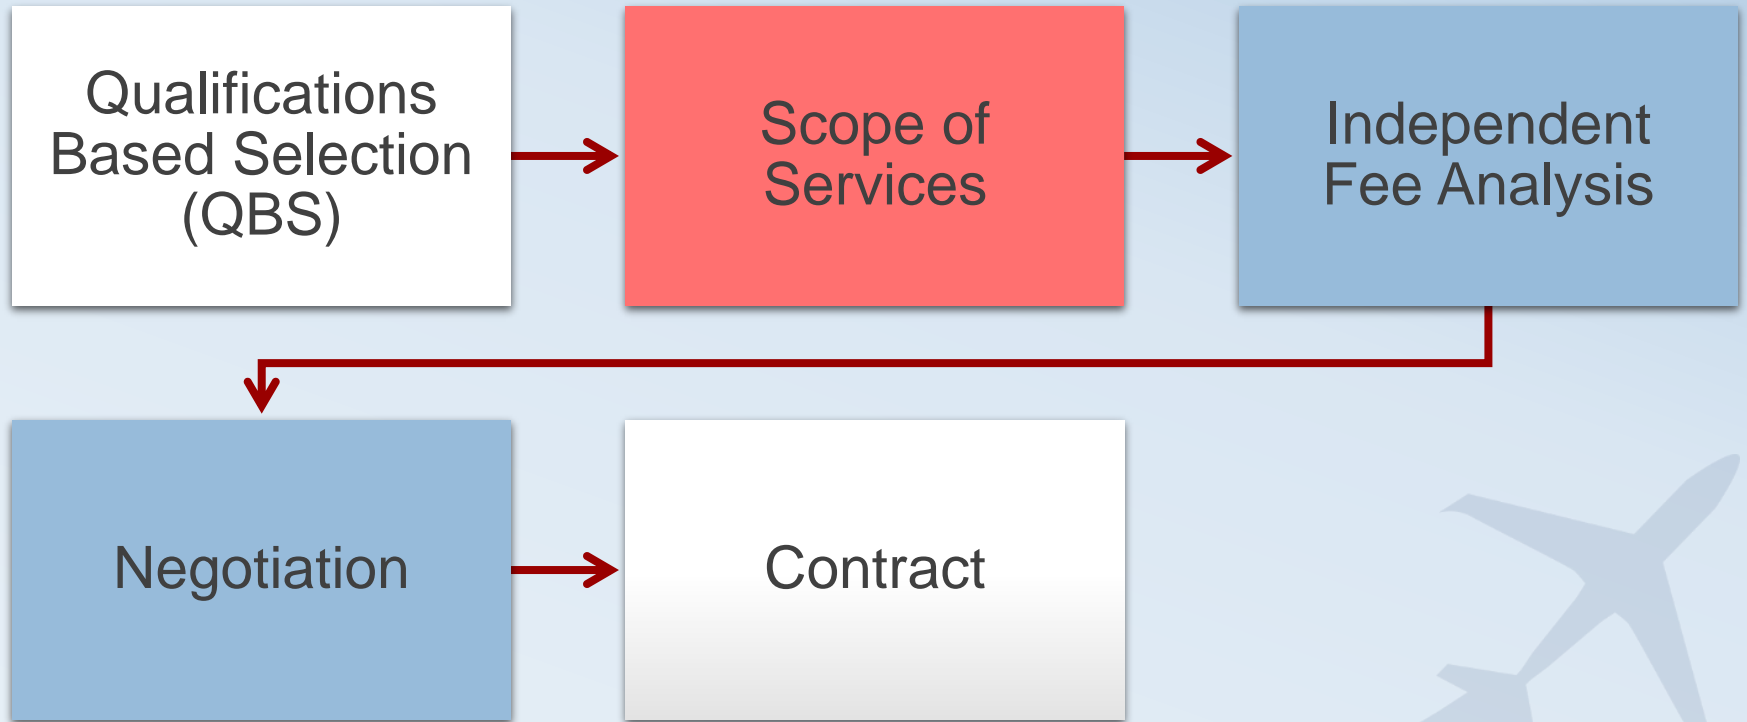 Qualifications
Based Selection
(QBS)
Scope of
Services
Independent
Fee Analysis
Negotiation
Contract